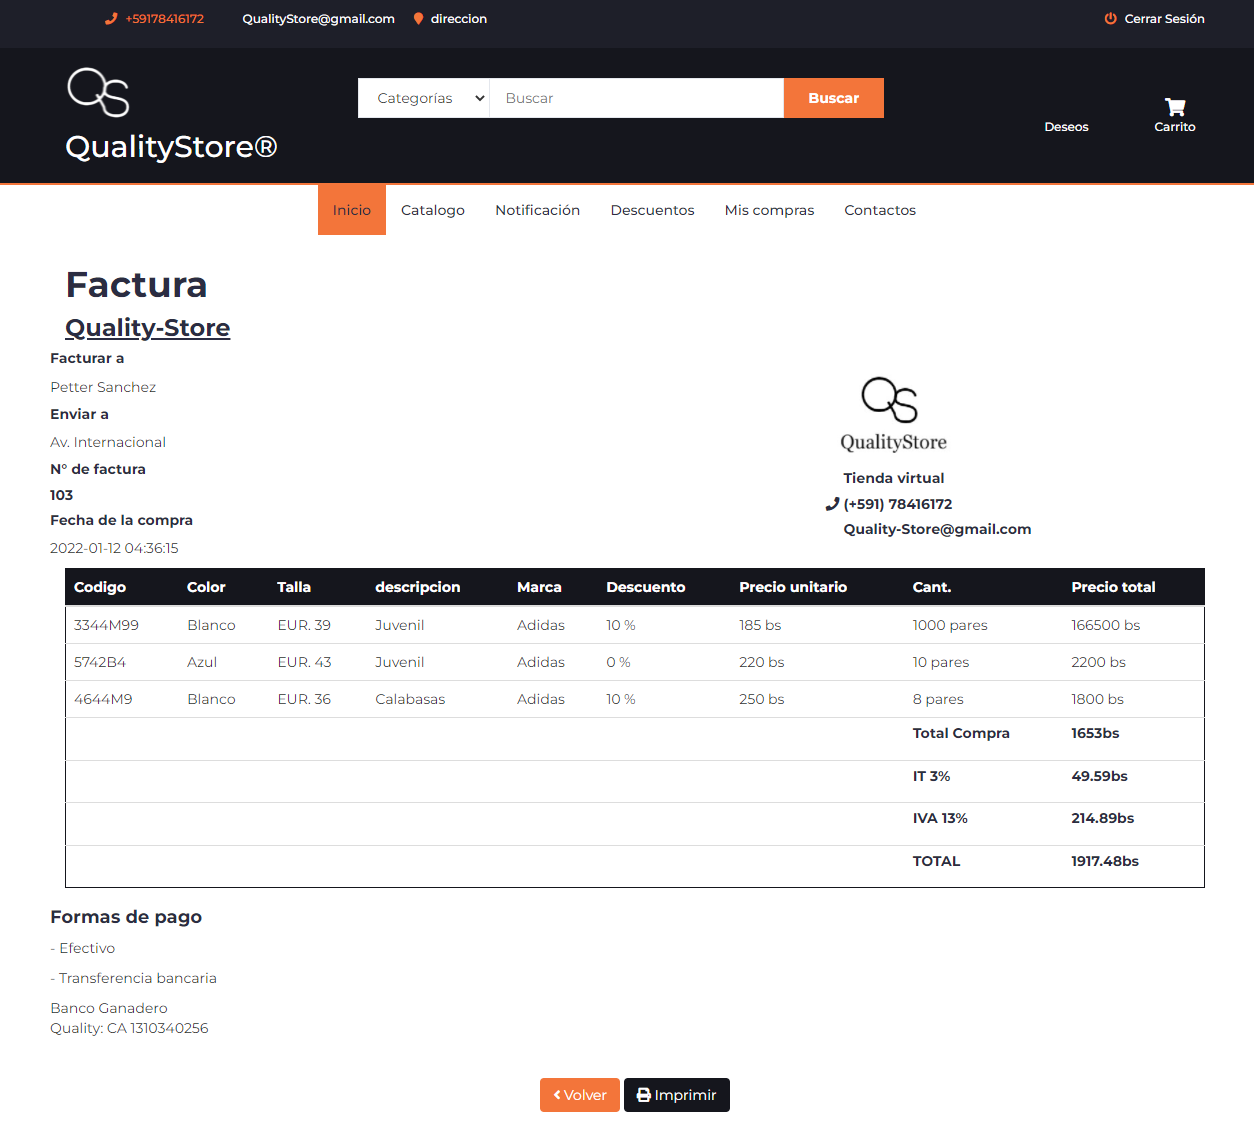 +59178416172 QualityStore@gmail.com direccion Cerrar Sesión
QS
QualityStore®
Categorías Buscar Buscar
Deseos Carrito
Inicio Catalogo Notificación Descuentos Mis compras Contactos
Factura
Quality-Store
Facturar a
Petter Sanchez
Enviar a
Av. Internacional
N° de factura
103
Fecha de la compra
2022-01-12 04:36:15
QS
QualityStore
Tienda virtual
(+591) 78416172
Quality-Store@gmail.com
Codigo Color Talla descripcion Marca Descuento Precio unitario Cant. Precio total
3344M99 Blanco EUR. 39 Juvenil Adidas 10 % 185 bs 1000 pares 166500 bs
5742B4 Azul EUR. 43 Juvenil Adidas 0 % 220 bs 10 pares 2200 bs
4644M9 Blanco EUR. 36 Calabasas Adidas 10 % 250 bs 8 pares 1800 bs
Total Compra 1653bs
IT 3% 49.59bs
IVA 13% 214.89bs
TOTAL 1917.48bs
Formas de pago
- Efectivo
- Transferencia bancaria
Banco Ganadero
Quality: CA 1310340256
Volver Imprimir